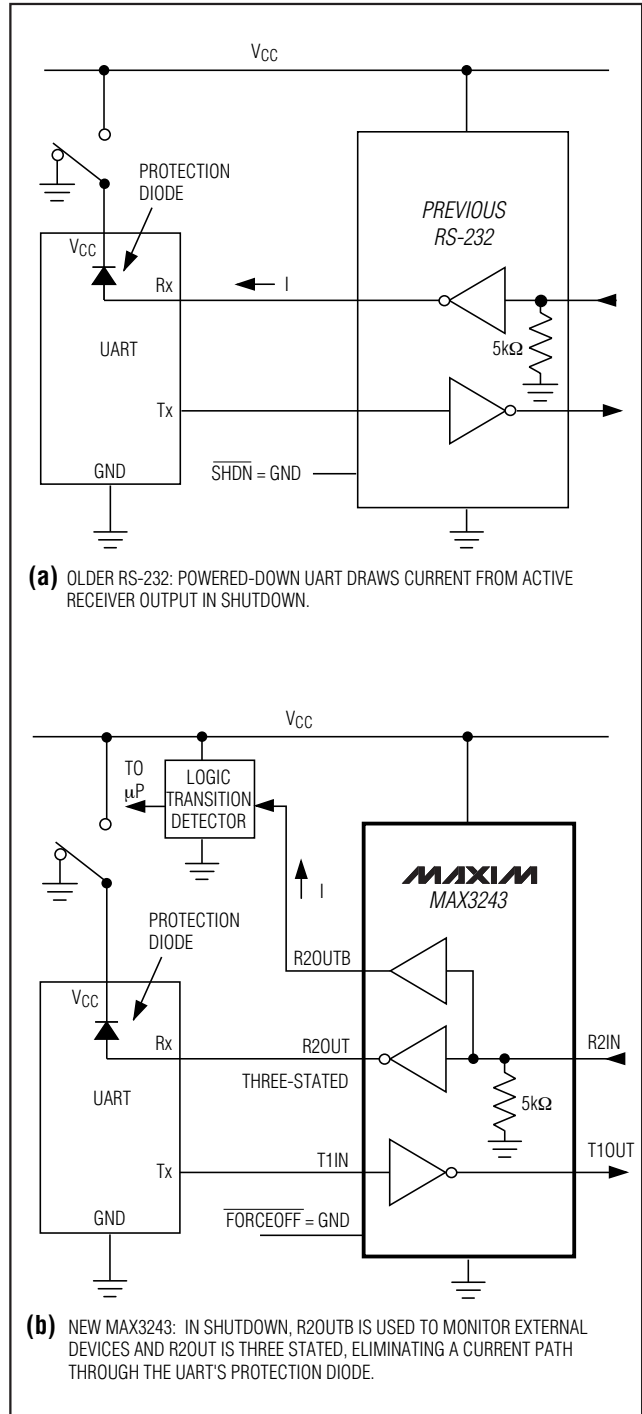 VCC
PROTECTION
DIODE
PREVIOUS
RS-232
VCC
Rx
I
UART
5kΩ
Tx
GND
SHDN = GND
(a) OLDER RS-232: POWERED-DOWN UART DRAWS CURRENT FROM ACTIVE
RECEIVER OUTPUT IN SHUTDOWN.
VCC
TO
µP
LOGIC
TRANSITION
DETECTOR
MAXIM
MAX3243
I
PROTECTION
DIODE
R2OUTB
VCC
Rx
R2OUT
R2IN
THREE-STATED
UART
5kΩ
Tx
T1IN
T1OUT
GND
FORCEOFF = GND
(b) NEW MAX3243: IN SHUTDOWN, R2OUTB IS USED TO MONITOR EXTERNAL
DEVICES AND R2OUT IS THREE STATED, ELIMINATING A CURRENT PATH
THROUGH THE UART'S PROTECTION DIODE.